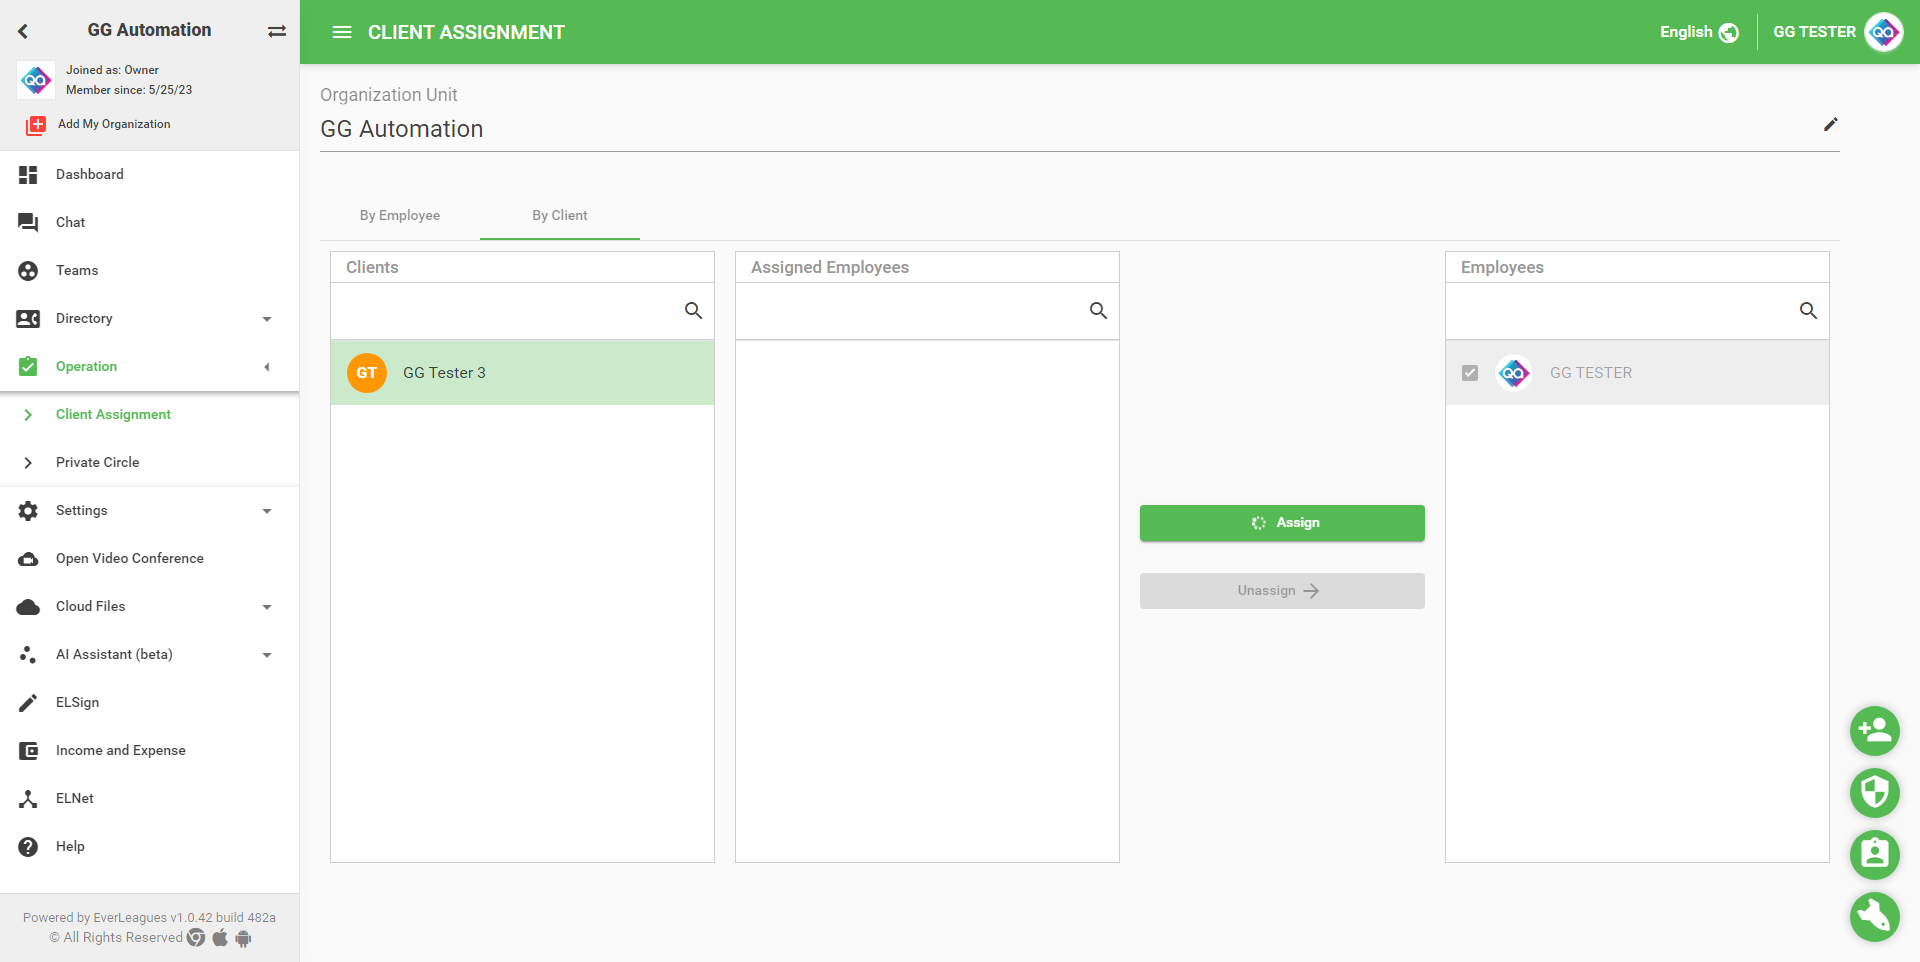 GG Automation
Joined as: Owner
Member since: 5/25/23
Add My Organization
Dashboard
Chat
Teams
Directory
Operation
Client Assignment
Private Circle
Settings
Open Video Conference
Cloud Files
AI Assistant (beta)
ELSign
Income and Expense
ELNet
Help
Powered by EverLeagues v1.0.42 build 482a
© All Rights Reserved
CLIENT ASSIGNMENT
English
GG TESTER
Organization Unit
GG Automation
By Employee
By Client
Clients
GT
GG Tester 3
Assigned Employees
Assign
Unassign
Employees
GG TESTER